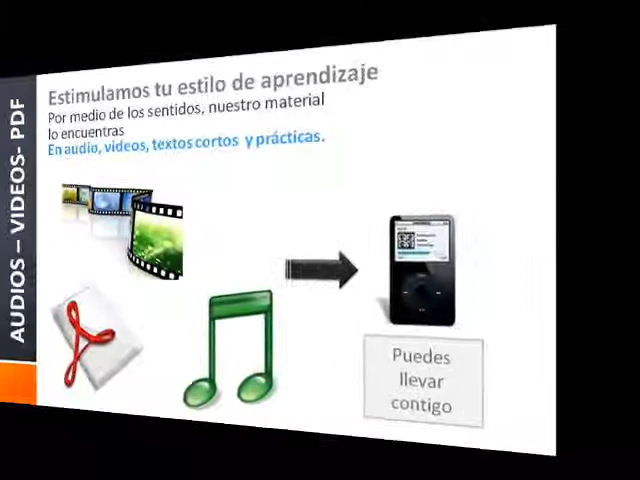 AUDIOS – VIDEOS- PDF
Estimulamos tu estilo de aprendizaje
Por medio de los sentidos, nuestro material
lo encuentras
En audio, videos, textos cortos y prácticas.
Puedes
llevar
contigo